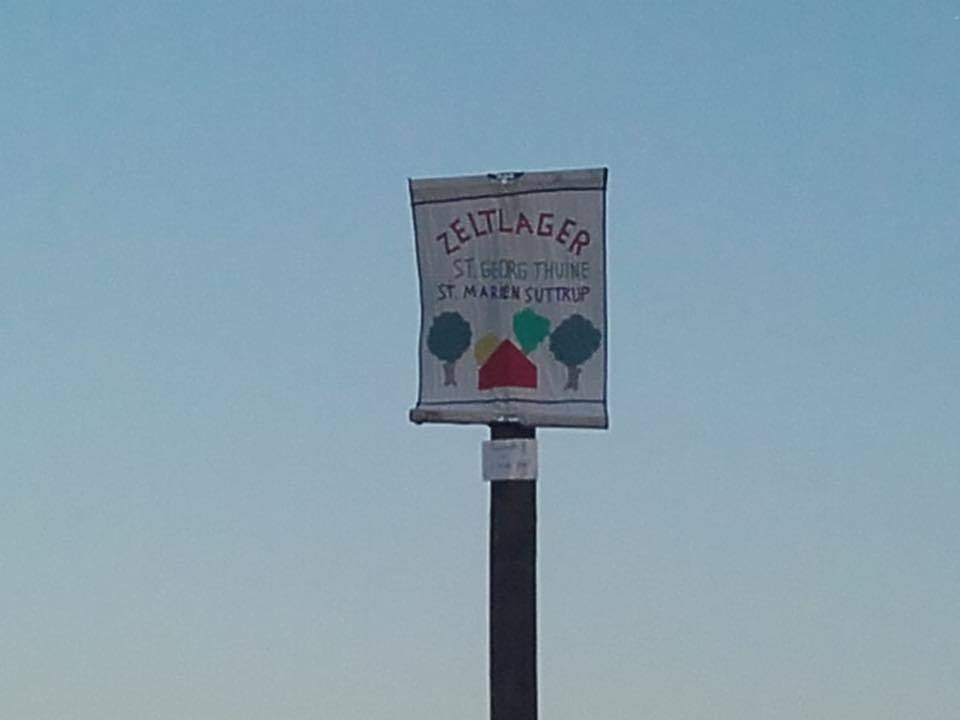 ZELTLAGER
ST. GEORG THUINE
ST. MARIEN SUTTRUP